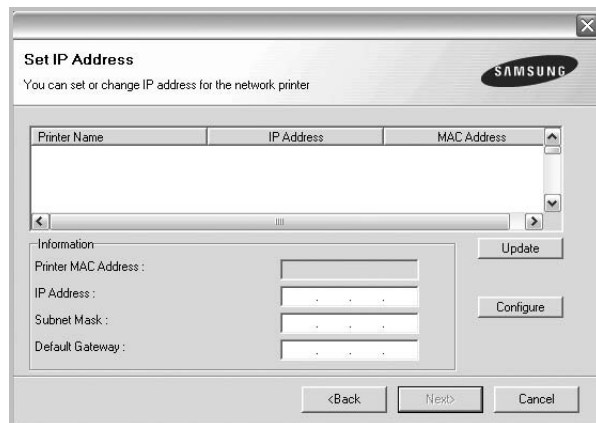 Set IP Address
You can set or change IP address for the network printer
SAMSUNG
Printer Name IP Address MAC Address
Information
Printer MAC Address :
IP Address :
Subnet Mask :
Default Gateway :
Update
Configure
<Back Next> Cancel